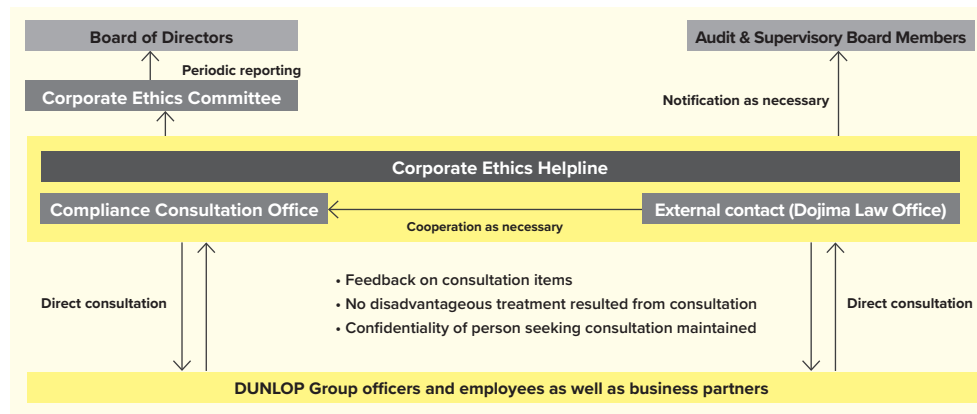 Board of Directors
Audit & Supervisory Board Members
Periodic reporting
Corporate Ethics Committee
Notification as necessary
Corporate Ethics Helpline
Compliance Consultation Office
External contact (Dojima Law Office)
Cooperation as necessary
• Feedback on consultation items
Direct consultation
• No disadvantageous treatment resulted from consultation
Direct consultation
• Confidentiality of person seeking consultation maintained
DUNLOP Group officers and employees as well as business partners